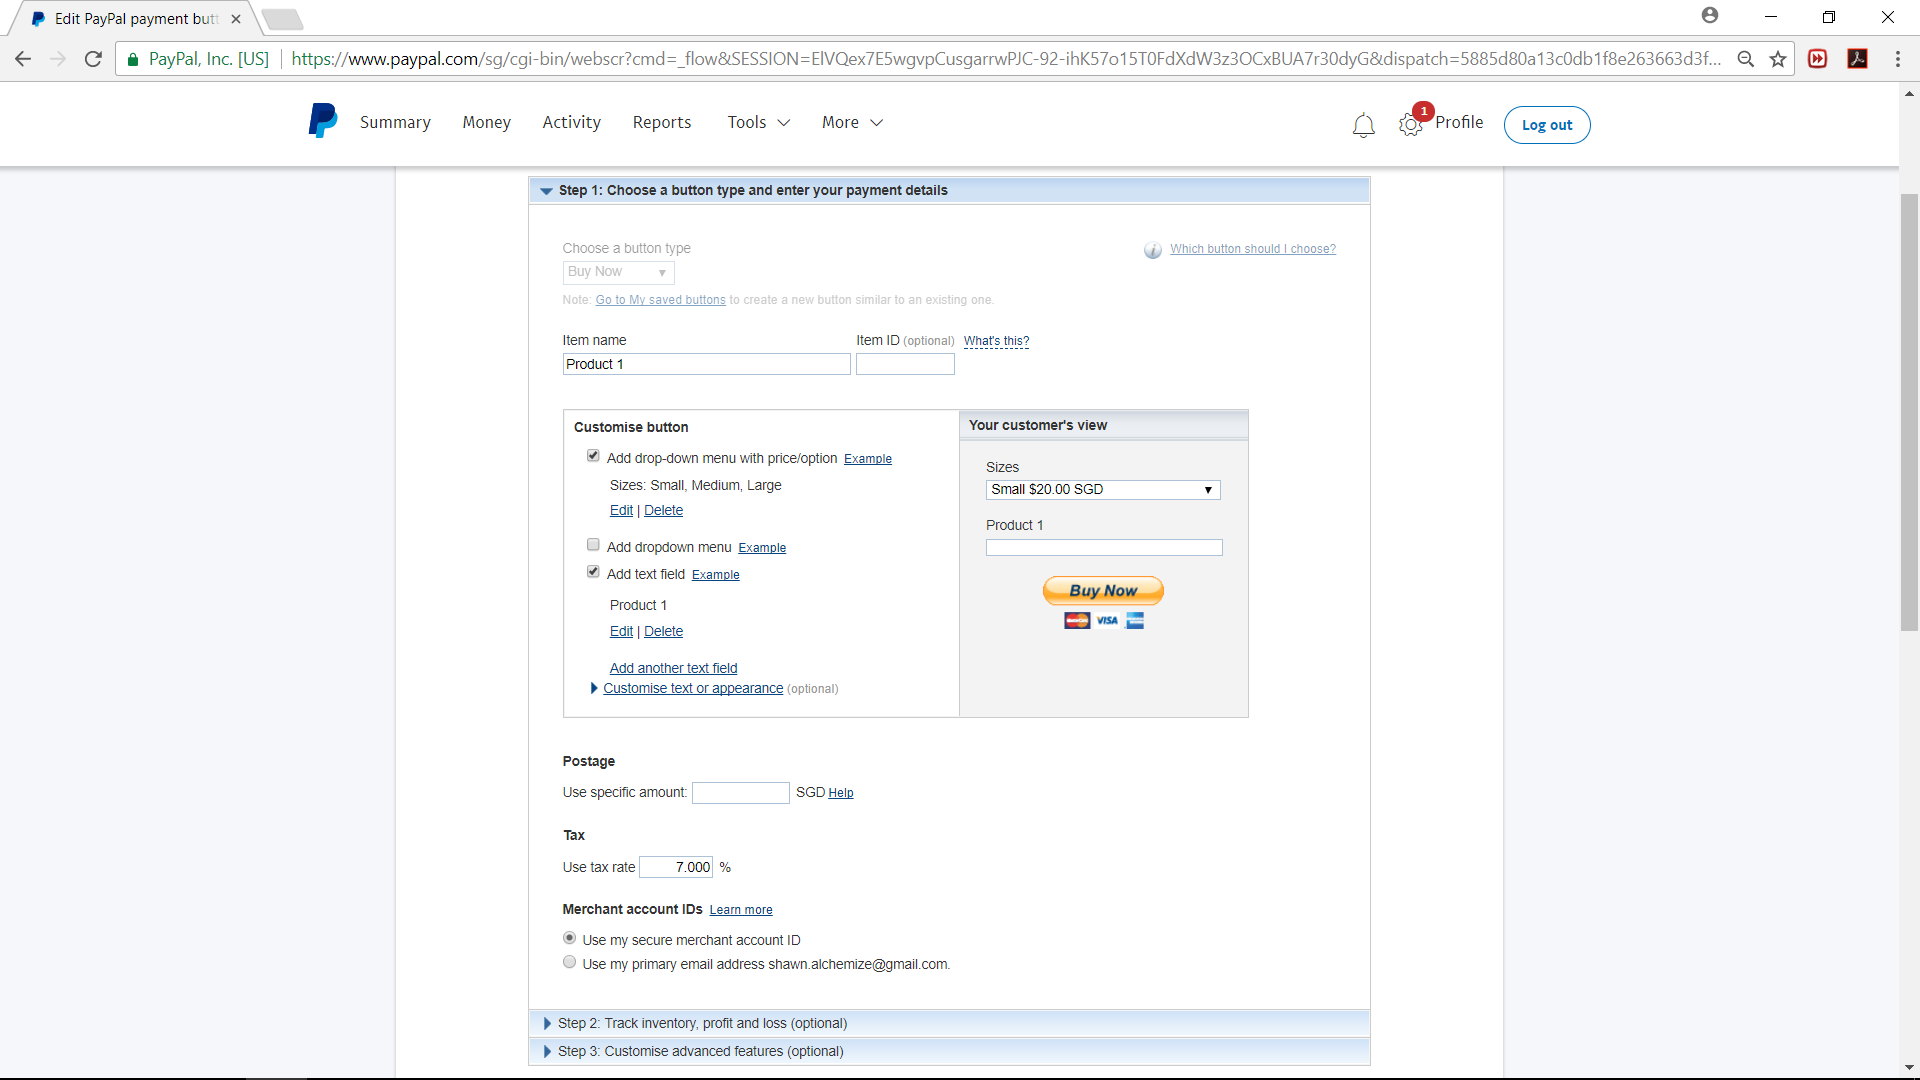 Edit PayPal payment butt
PayPal, Inc. [US]
https://www.paypal.com/sg/cgi-bin/webscr?cmd=_flow&SESSION=ElVQex7E5wgvpCusgarrwPJC-92-ihK57o15T0FdXdW3z3OCxBUA7r30dyG&dispatch=5885d80a13c0db1f8e263663d3f...
Summary Money Activity Reports Tools More 1 Profile Log out
Step 1: Choose a button type and enter your payment details
Choose a button type
Which button should I choose?
Buy Now
Note: Go to My saved buttons to create a new button similar to an existing one.
Item name Item ID (optional) What's this?
Product 1
Customise button
Add drop-down menu with price/option Example
Sizes: Small, Medium, Large
Edit | Delete
Add dropdown menu Example
Add text field Example
Product 1
Edit | Delete
Add another text field
Customise text or appearance (optional)
Your customer's view
Sizes
Small $20.00 SGD
Product 1
Buy Now
MasterCard VISA
Postage
Use specific amount: SGD Help
Tax
Use tax rate 7.000 %
Merchant account IDs Learn more
Use my secure merchant account ID
Use my primary email address shawn.alchemize@gmail.com.
Step 2: Track inventory, profit and loss (optional)
Step 3: Customise advanced features (optional)